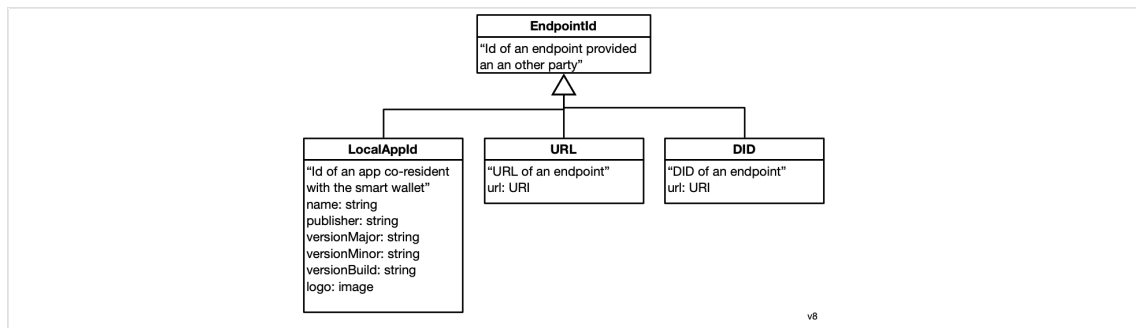 EndpointId
“Id of an endpoint provided
an an other party”
LocalAppId
“Id of an app co-resident
with the smart wallet”
name: string
publisher: string
versionMajor: string
versionMinor: string
versionBuild: string
logo: image
URL
“URL of an endpoint”
url: URI
DID
“DID of an endpoint”
url: URI
v8